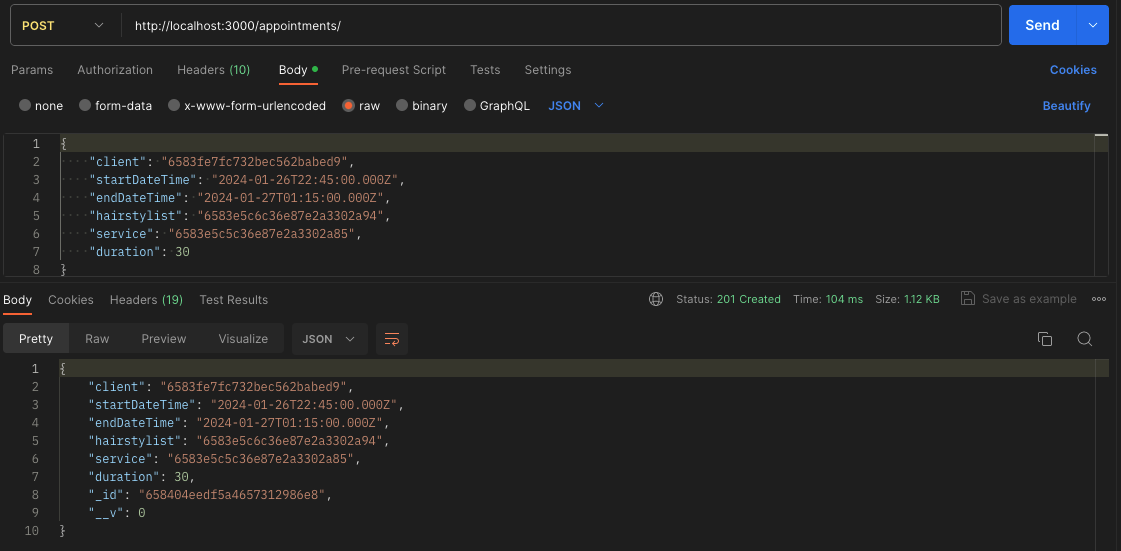 POST http://localhost:3000/appointments/ Send
Params Authorization Headers (10) Body Pre-request Script Tests Settings Cookies
none form-data x-www-form-urlencoded raw binary GraphQL JSON Beautify
1 {
2 ····"client":·"6583fe7fc732bec562babed9",
3 ····"startDateTime":·"2024-01-26T22:45:00.000Z",
4 ····"endDateTime":·"2024-01-27T01:15:00.000Z",
5 ····"hairstylist":·"6583e5c6c36e87e2a3302a94",
6 ····"service":·"6583e5c5c36e87e2a3302a85",
7 ····"duration":·30
8 }
Body Cookies Headers (19) Test Results Status: 201 Created Time: 104 ms Size: 1.12 KB Save as example
Pretty Raw Preview Visualize JSON
1 {
2     "client": "6583fe7fc732bec562babed9",
3     "startDateTime": "2024-01-26T22:45:00.000Z",
4     "endDateTime": "2024-01-27T01:15:00.000Z",
5     "hairstylist": "6583e5c6c36e87e2a3302a94",
6     "service": "6583e5c5c36e87e2a3302a85",
7     "duration": 30,
8     "_id": "658404eedf5a4657312986e8",
9     "__v": 0
10 }